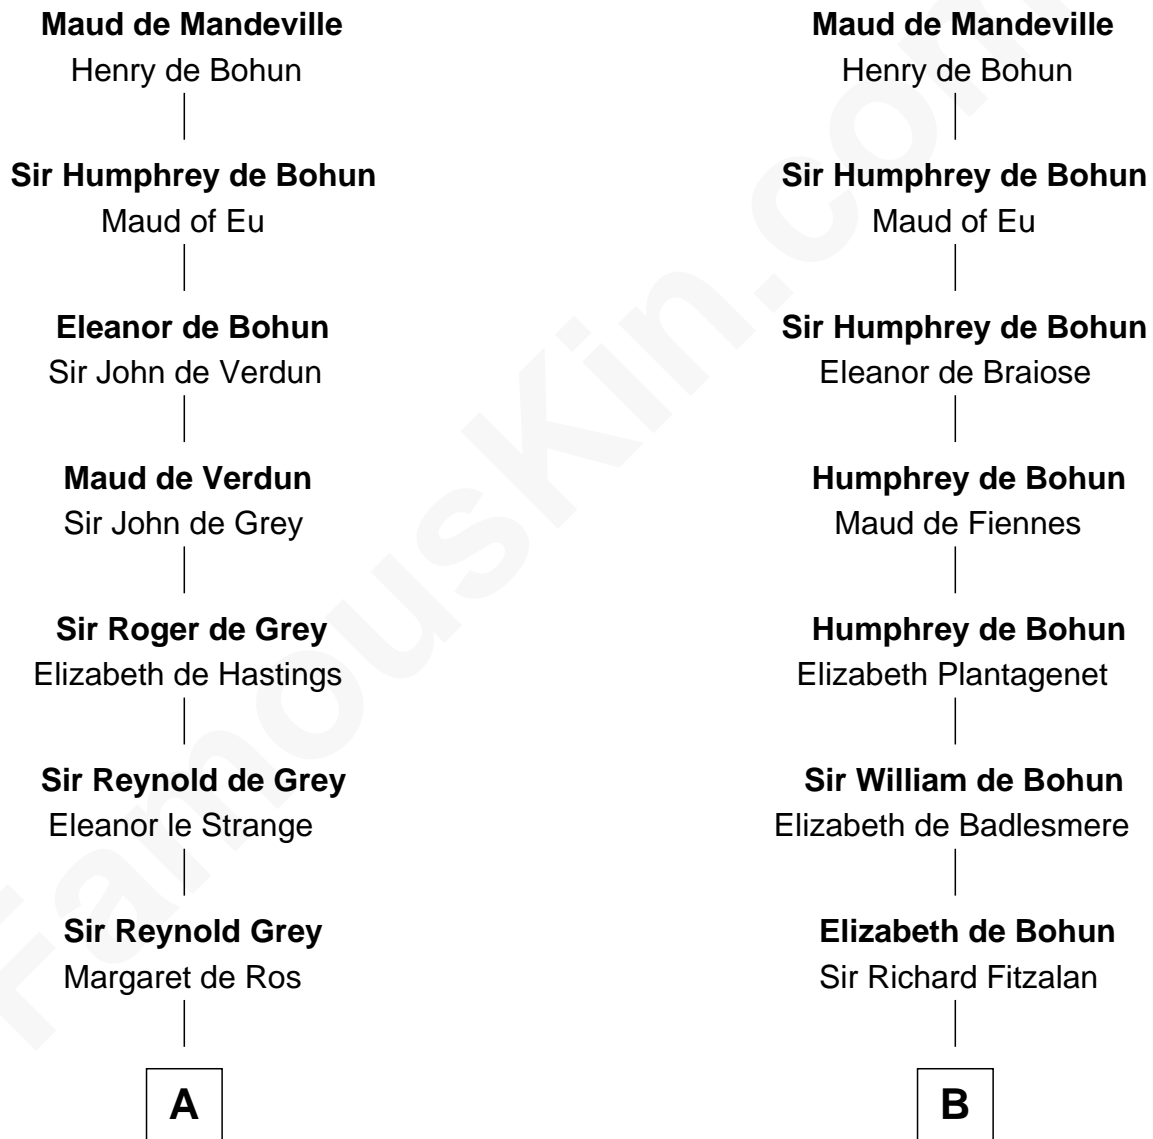 Maud de Mandeville
Henry de Bohun
Sir Humphrey de Bohun
Maud of Eu
Eleanor de Bohun
Sir John de Verdun
Maud de Verdun
Sir John de Grey
Sir Roger de Grey
Elizabeth de Hastings
Sir Reynold de Grey
Eleanor le Strange
Sir Reynold Grey
Margaret de Ros
A
Maud de Mandeville
Henry de Bohun
Sir Humphrey de Bohun
Maud of Eu
Sir Humphrey de Bohun
Eleanor de Braiose
Humphrey de Bohun
Maud de Fiennes
Humphrey de Bohun
Elizabeth Plantagenet
Sir William de Bohun
Elizabeth de Badlesmere
Elizabeth de Bohun
Sir Richard Fitzalan
B
FamousKin.com